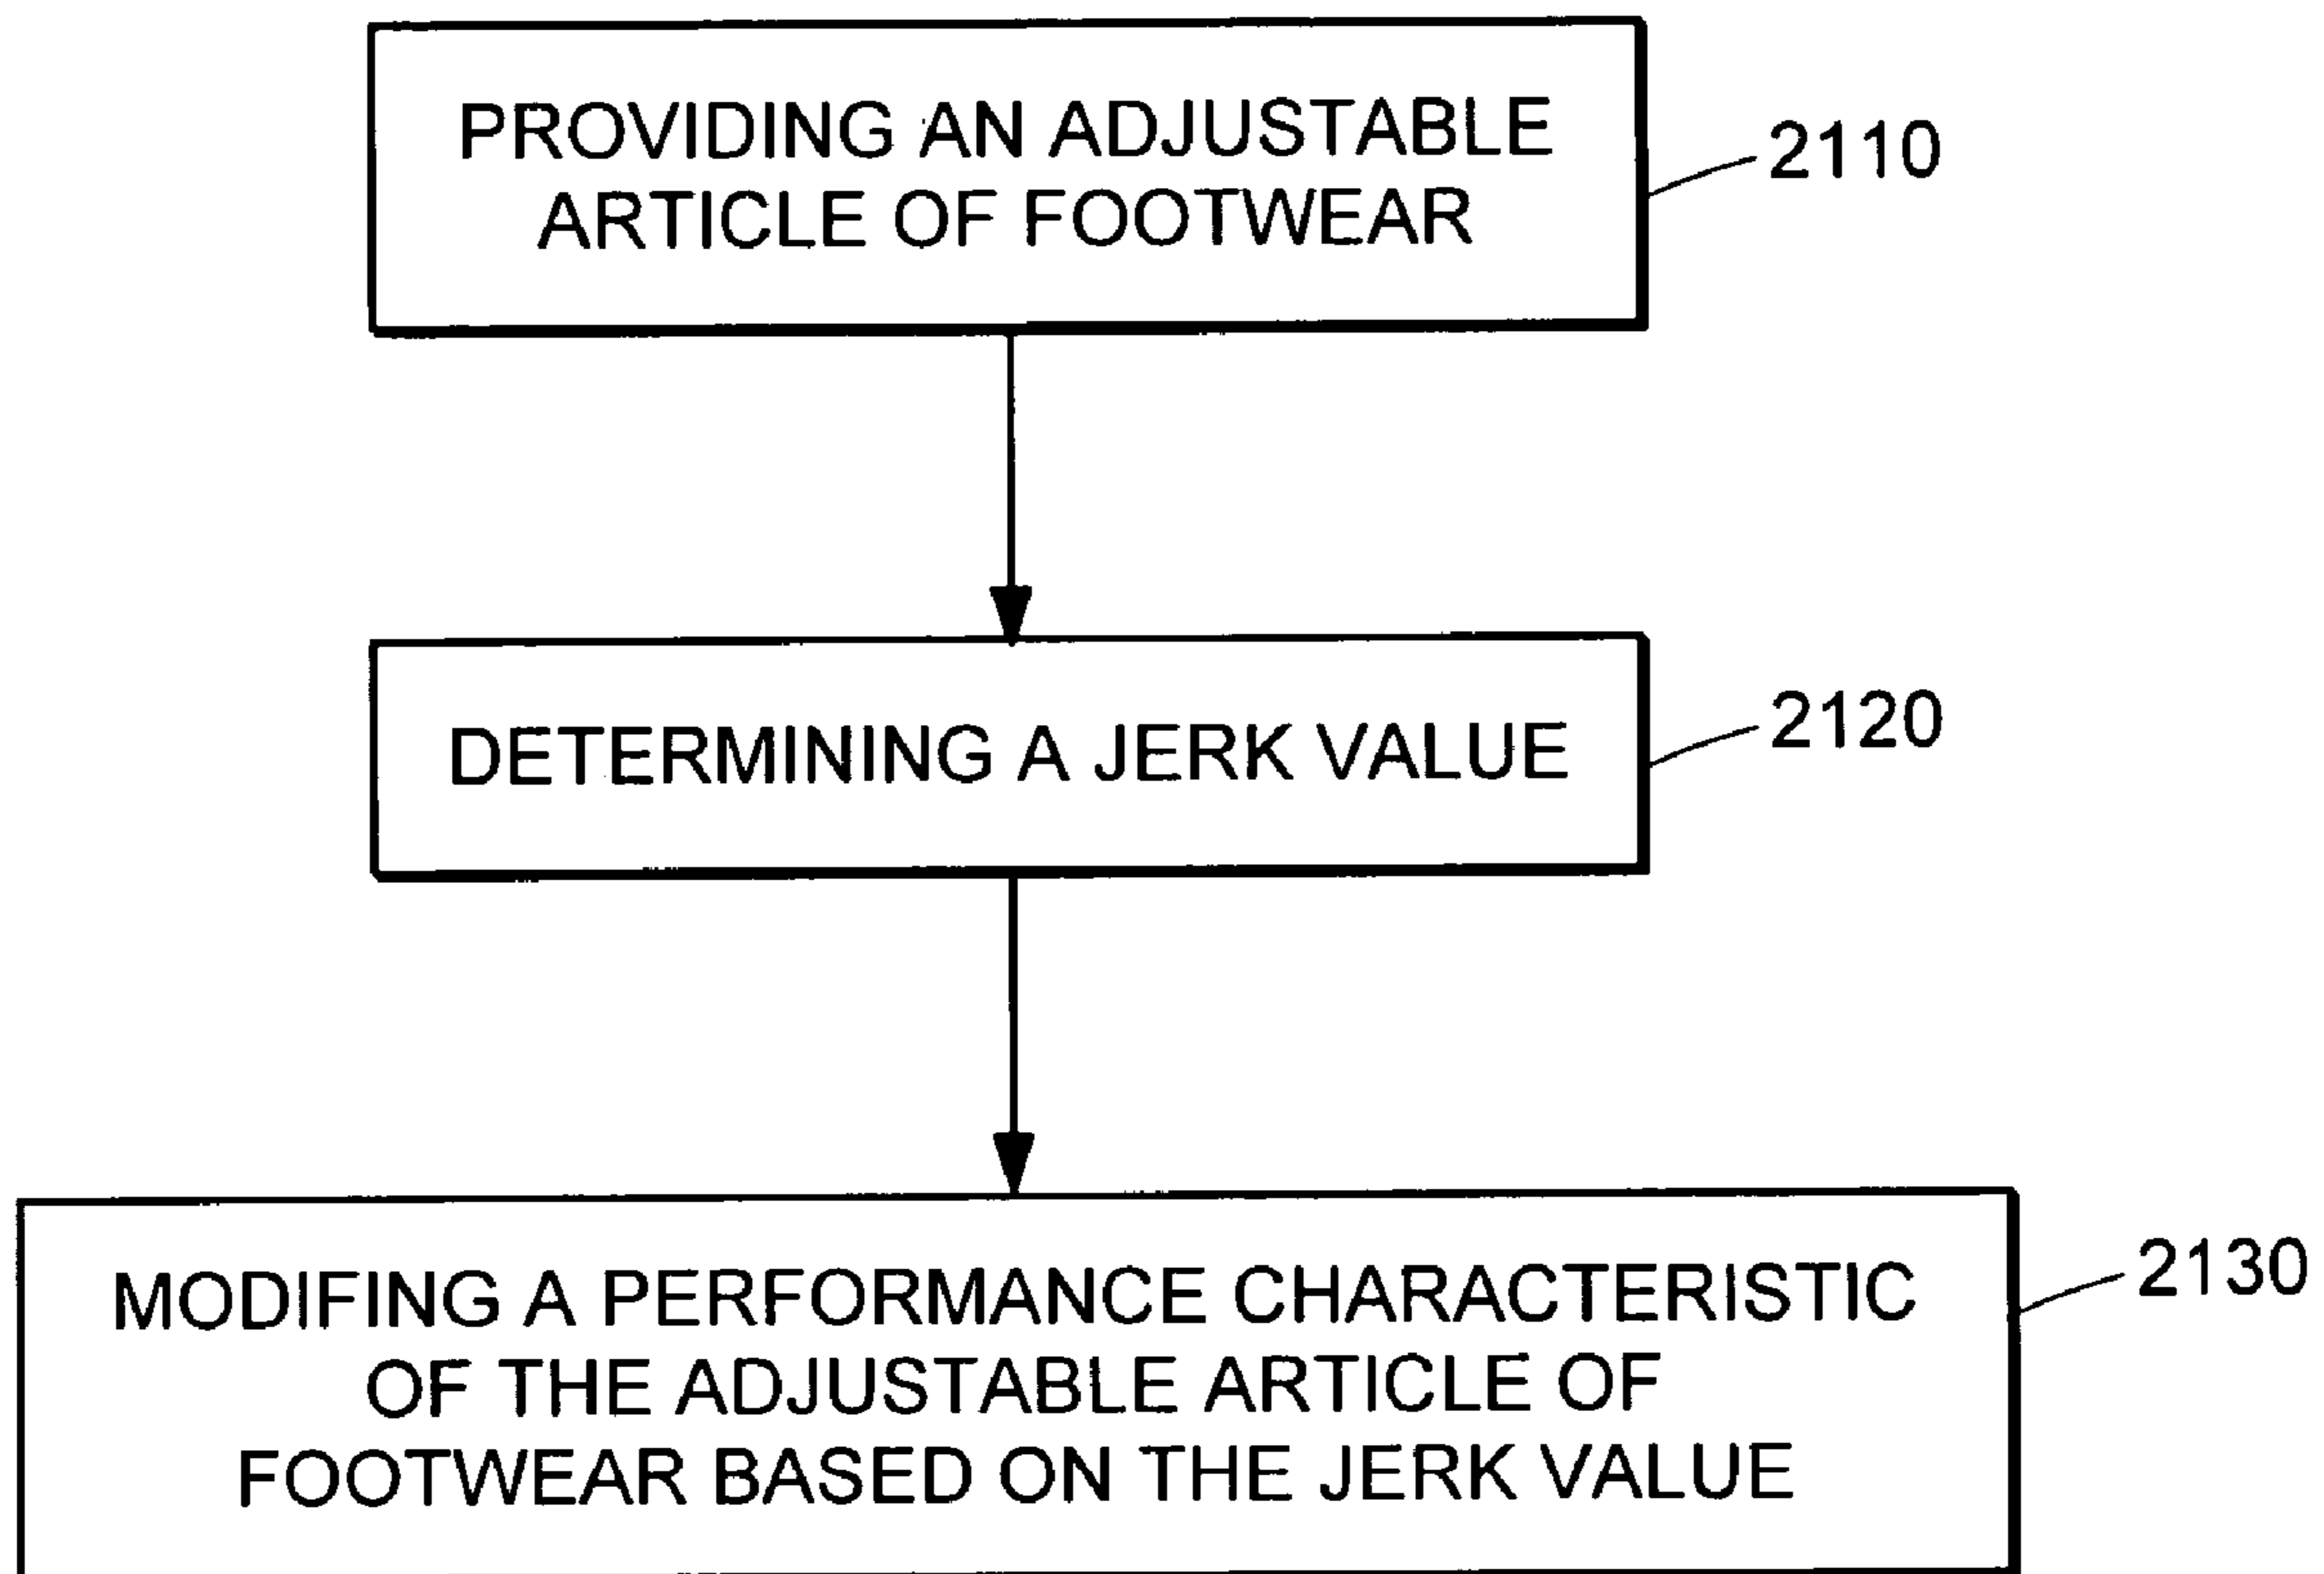 PROVIDING AN ADJUSTABLE
ARTICLE OF FOOTWEAR
2110
DETERMINING A JERK VALUE
2120
MODIFING A PERFORMANCE CHARACTERISTIC
OF THE ADJUSTABLE ARTICLE OF
FOOTWEAR BASED ON THE JERK VALUE
2130